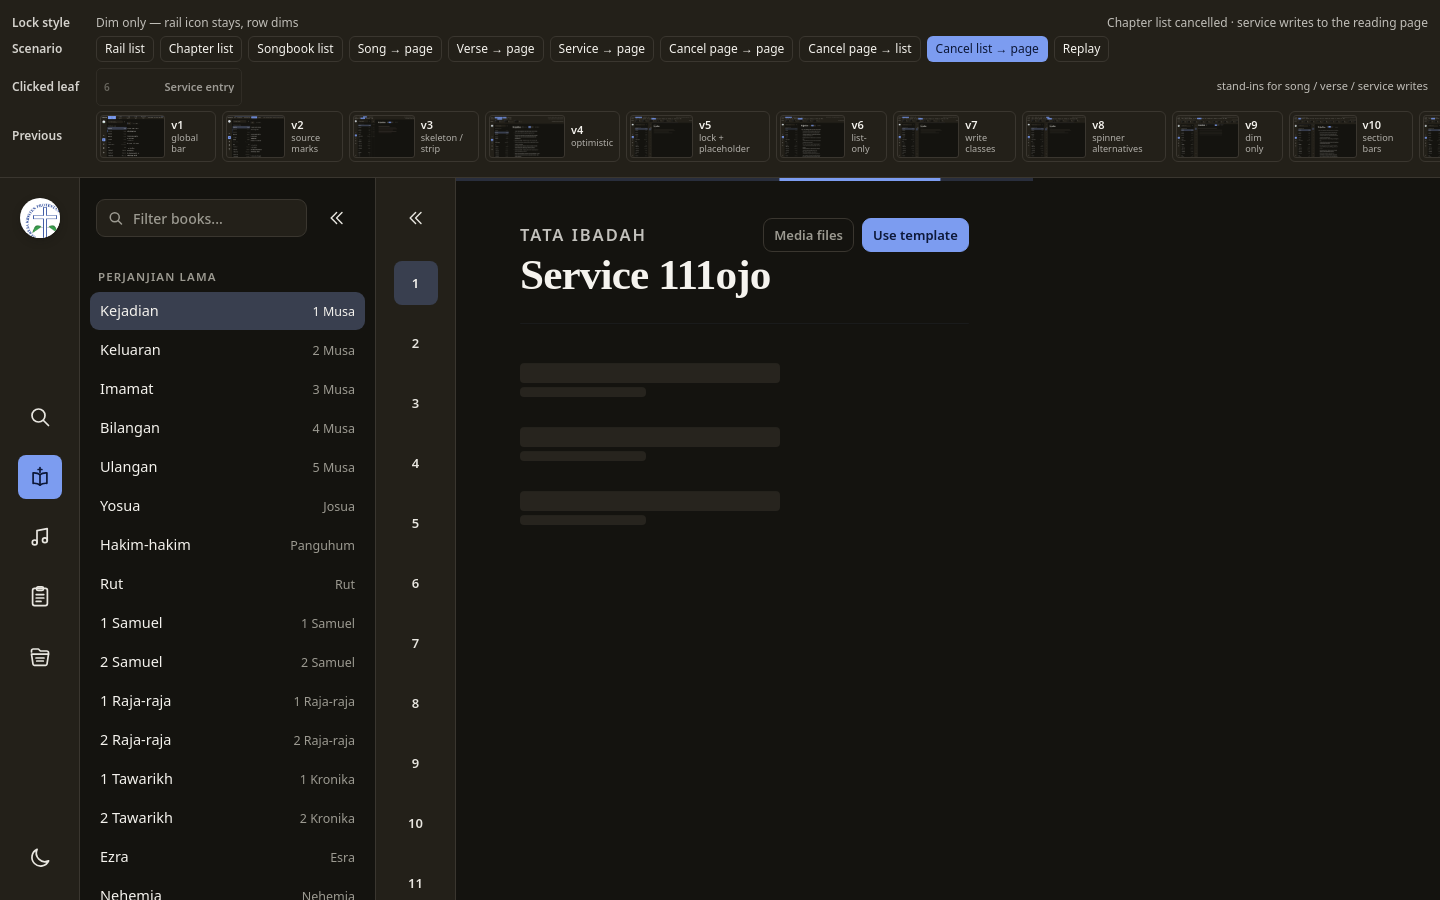 Lock style Dim only — rail icon stays, row dims Chapter list cancelled · service writes to the reading page
Scenario Rail list Chapter list Songbook list Song → page Verse → page Service → page Cancel page → page Cancel page → list Cancel list → page Replay
Clicked leaf 6 Service entry stand-ins for song / verse / service writes
Previous
v1
global
bar
v2
source
marks
v3
skeleton /
strip
v4
optimistic
v5
lock +
placeholder
v6
list-
only
v7
write
classes
v8
spinner
alternatives
v9
dim
only
v10
section
bars
Filter books...
PERJANJIAN LAMA
Kejadian 1 Musa
Keluaran 2 Musa
Imamat 3 Musa
Bilangan 4 Musa
Ulangan 5 Musa
Yosua Josua
Hakim-hakim Panguhum
Rut Rut
1 Samuel 1 Samuel
2 Samuel 2 Samuel
1 Raja-raja 1 Raja-raja
2 Raja-raja 2 Raja-raja
1 Tawarikh 1 Kronika
2 Tawarikh 2 Kronika
Ezra Esra
Nehemia Nehemia
1
2
3
4
5
6
7
8
9
10
11
TATA IBADAH
Media files Use template
Service 111ojo